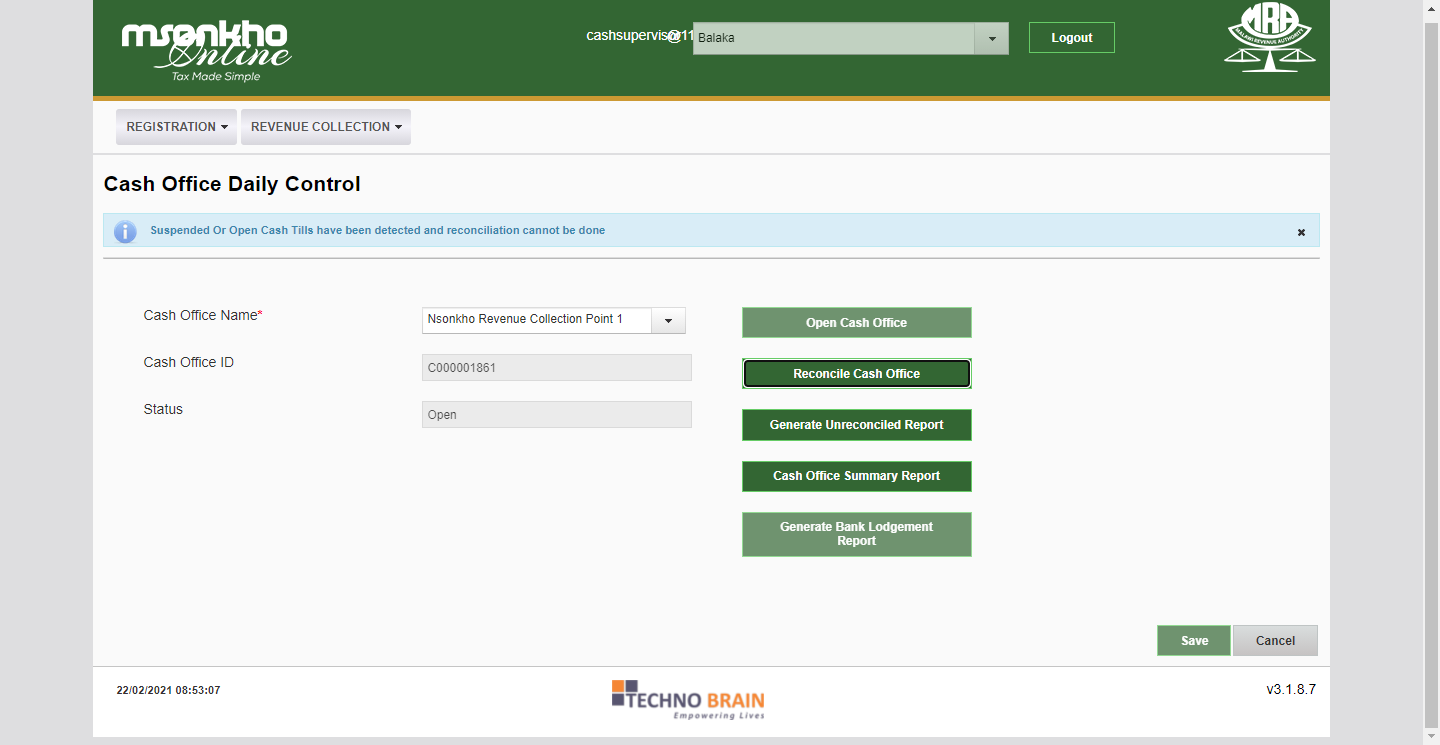 msonkho
Online
Tax Made Simple
cashsupervisor11
@
Balaka
Logout
MRA
MALAWI REVENUE AUTHORITY
REGISTRATION
REVENUE COLLECTION
Cash Office Daily Control
Suspended Or Open Cash Tills have been detected and reconciliation cannot be done
Cash Office Name*
Nsonkho Revenue Collection Point 1
Open Cash Office
Cash Office ID
C000001861
Reconcile Cash Office
Status
Open
Generate Unreconciled Report
Cash Office Summary Report
Generate Bank Lodgement
Report
Save
Cancel
22/02/2021 08:53:07
TECHNO BRAIN
Empowering Lives
v3.1.8.7